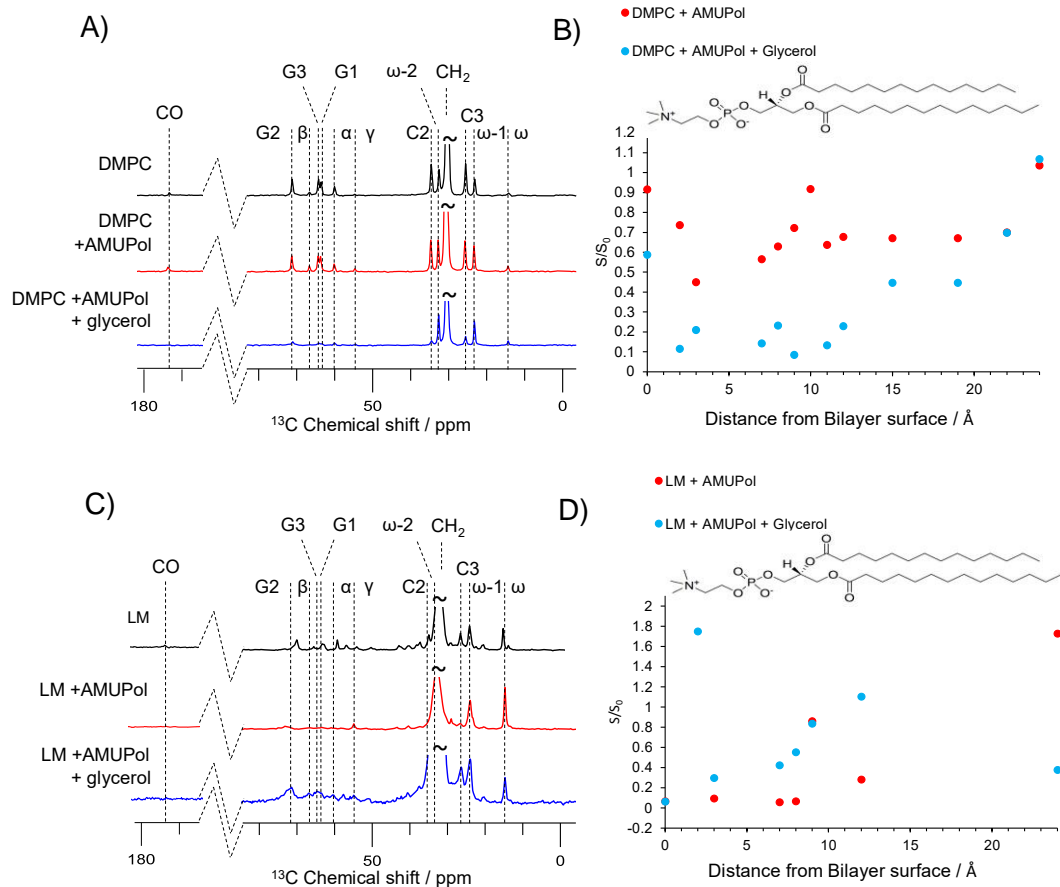 A)
G3 G1 ω-2 CH₂
CO G2 β α γ C2 C3 ω-1 ω
DMPC
DMPC
+AMUPol
DMPC +AMUPol
+ glycerol
~
~
~
180 50 0
¹³C Chemical shift / ppm
B)
DMPC + AMUPol
DMPC + AMUPol + Glycerol
N⁺ O P O⁻ O O H O O O
1.2
1.1
1
0.9
0.8
0.7
0.6
0.5
0.4
0.3
0.2
0.1
0
S/S₀
0 5 10 15 20
Distance from Bilayer surface / Å
C)
G3 G1 ω-2 CH₂
CO G2 β α γ C2 C3 ω-1 ω
LM
LM +AMUPol
LM +AMUPol
+ glycerol
~
~
~
180 50 0
¹³C Chemical shift / ppm
D)
LM + AMUPol
LM + AMUPol + Glycerol
N⁺ O P O⁻ O O H O O O
2
1.8
1.6
1.4
1.2
1
0.8
0.6
0.4
0.2
0
-0.2
S/S₀
0 5 10 15 20
Distance from Bilayer surface / Å